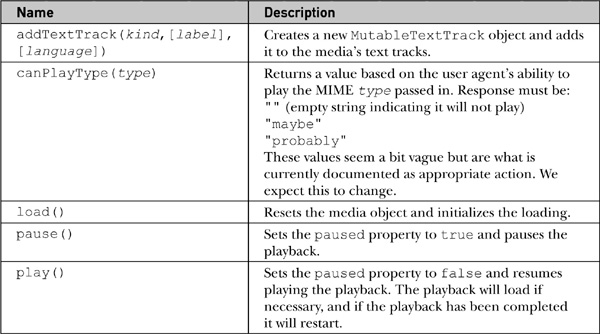 Name Description
addTextTrack(kind,[label], Creates a new MutableTextTrack object and adds
[language]) it to the media's text tracks.
canPlayType(type) Returns a value based on the user agent's ability to
play the MIME type passed in. Response must be:
"" (empty string indicating it will not play)
"maybe"
"probably"
These values seem a bit vague but are what is
currently documented as appropriate action. We
expect this to change.
load() Resets the media object and initializes the loading.
pause() Sets the paused property to true and pauses the
playback.
play() Sets the paused property to false and resumes
playing the playback. The playback will load if
necessary, and if the playback has been completed
it will restart.